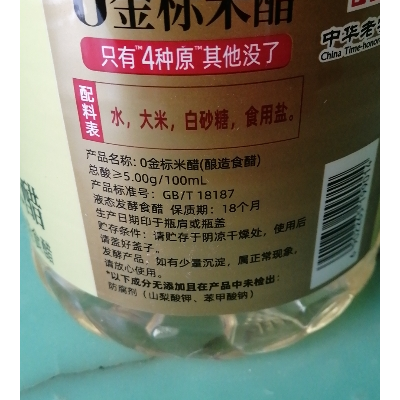 0金标米醋
中华老
China Time-honor
只有"4种原"其他没了
配料表
水，大米，白砂糖，食用盐。
产品名称：0金标米醋(酿造食醋)
总酸≥5.00g/100mL
产品标准号：GB/T 18187
液态发酵食醋 保质期：18个月
生产日期印于瓶肩或瓶盖
贮存条件：请贮存于阴凉干燥处，使用后
请盖好盖子。
发酵产品，如有少量沉淀，属正常现象，
请放心使用。
*以下成分无添加且在产品中未检出：
防腐剂（山梨酸钾、苯甲酸钠）
醋